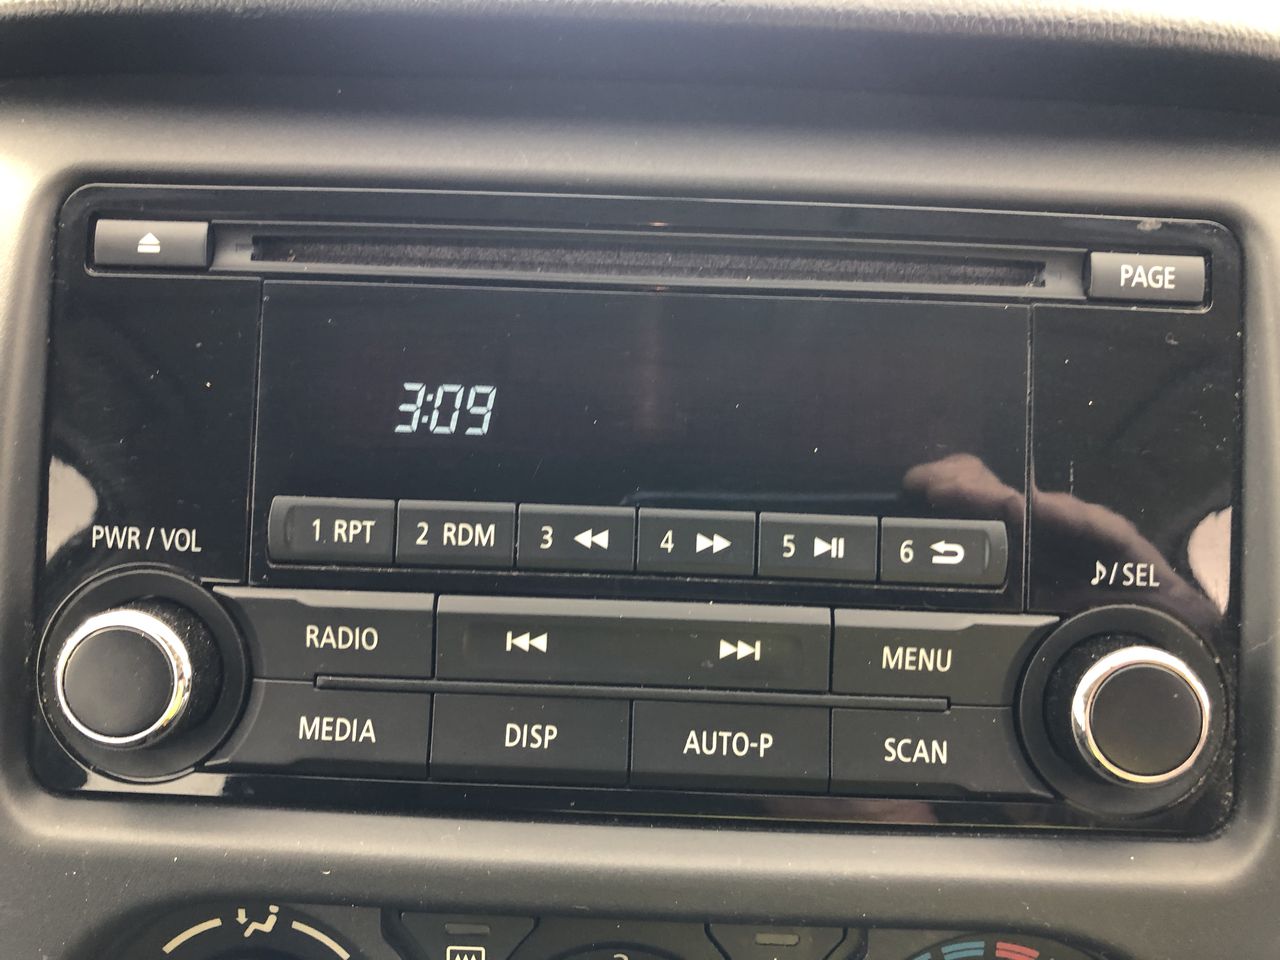 PAGE
3:09
PWR / VOL
1 RPT
2 RDM
3
4
5
6
/ SEL
RADIO
MENU
MEDIA
DISP
AUTO-P
SCAN